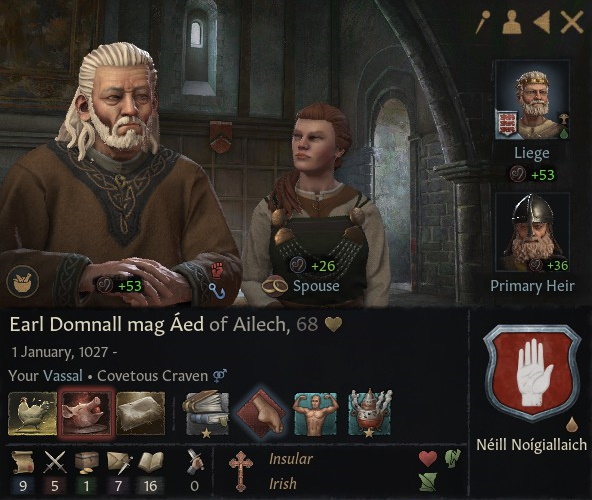 Liege
+53
+36
Primary Heir
+53
+26
Spouse
Earl Domnall mag Áed of Ailech, 68
1 January, 1027 -
Your Vassal • Covetous Craven
Néill Noígiallaich
9 5 1 7 16 0
Insular
Irish